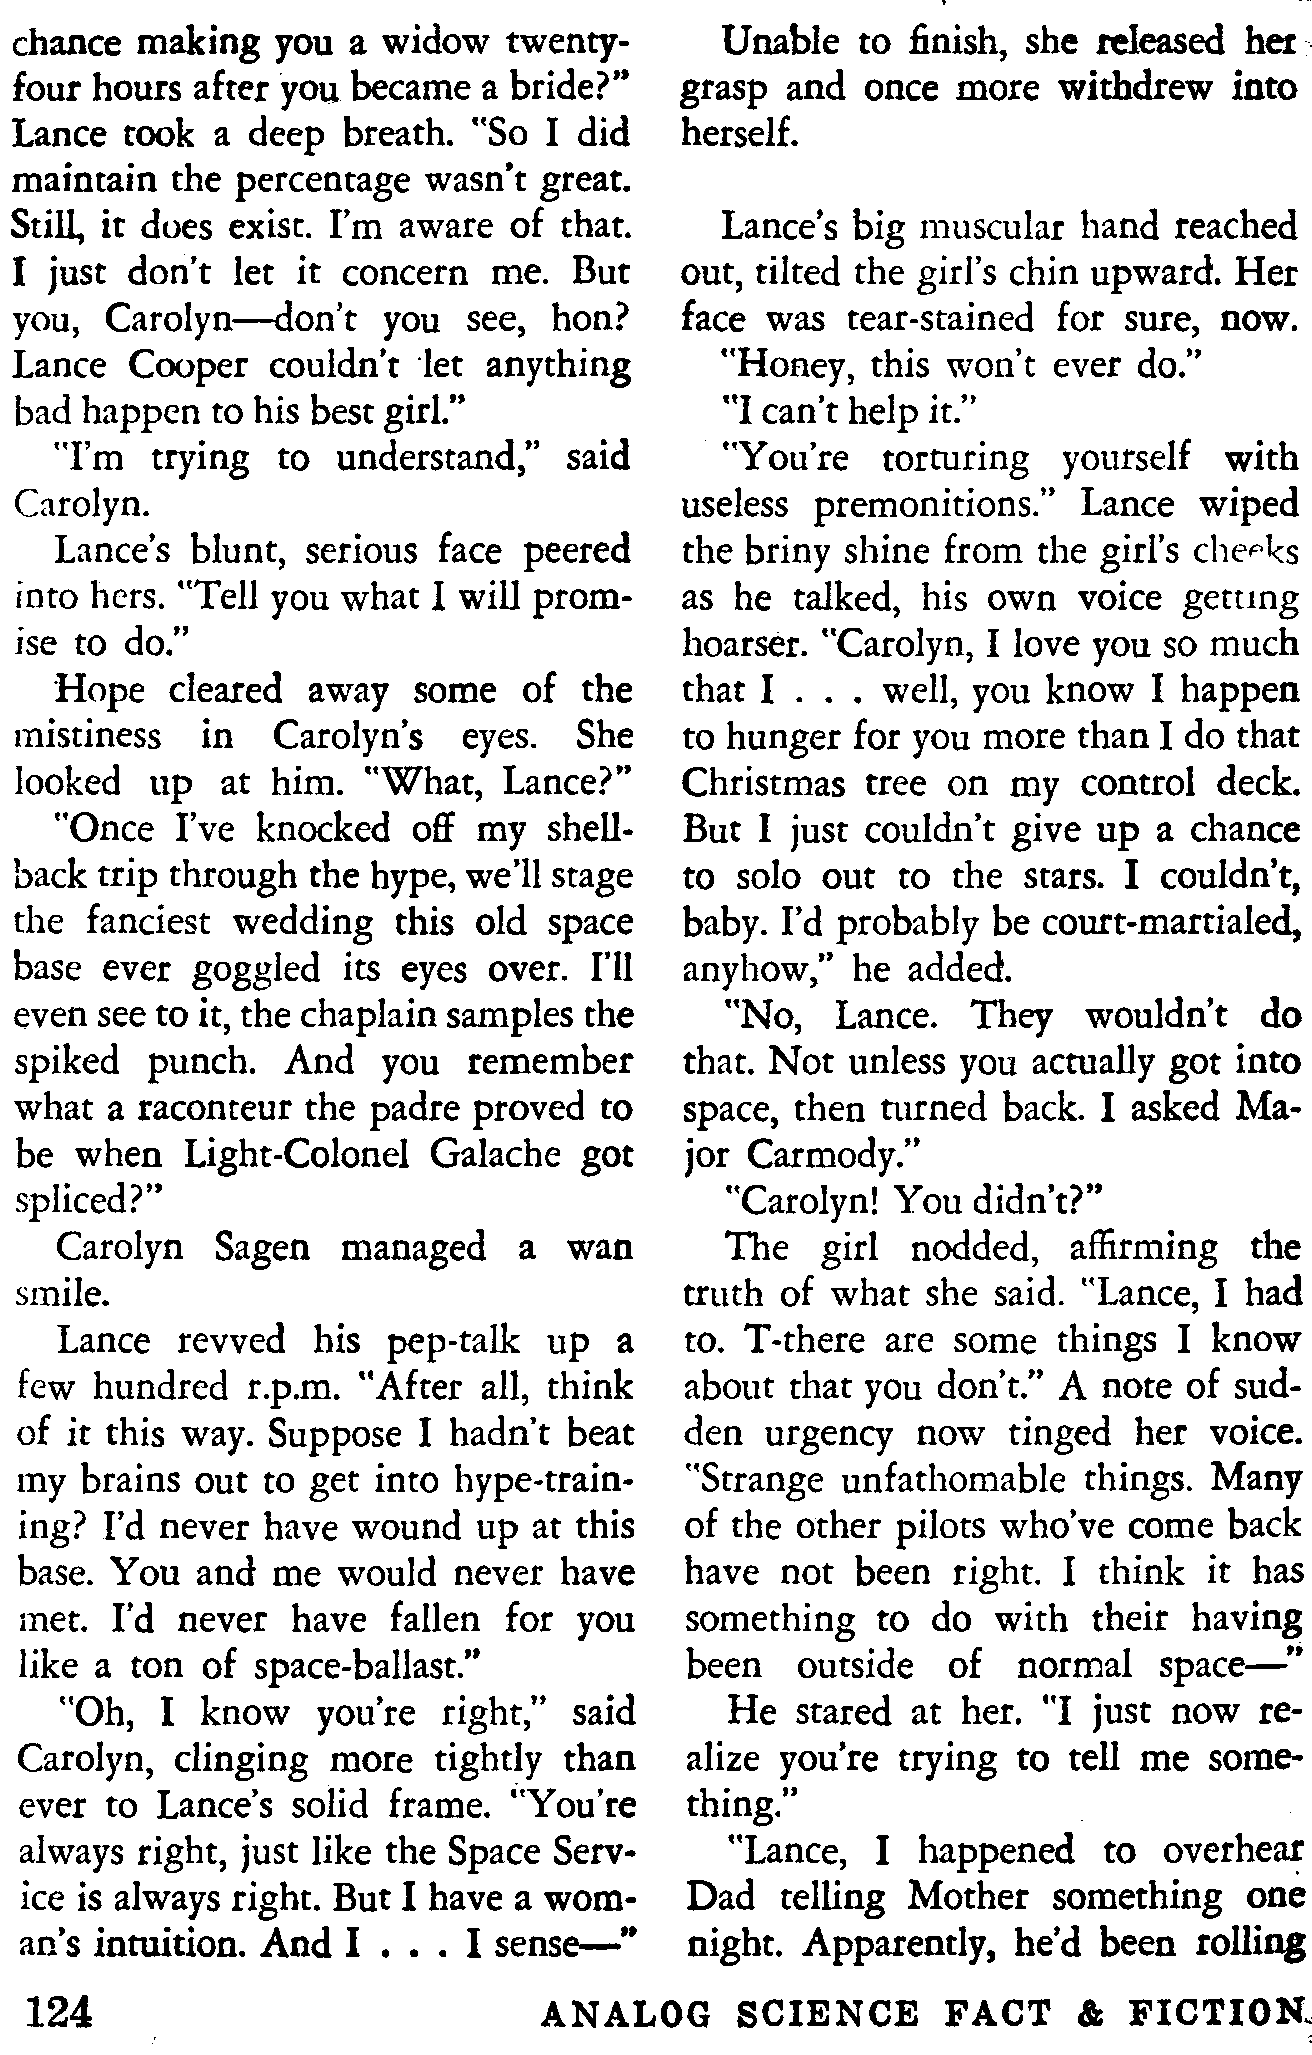 chance making you a widow twenty-
four hours after you became a bride?"
Lance took a deep breath. "So I did
maintain the percentage wasn't great.
Still, it does exist. I'm aware of that.
I just don't let it concern me. But
you, Carolyn—don't you see, hon?
Lance Cooper couldn't let anything
bad happen to his best girl."
"I'm trying to understand," said
Carolyn.
Lance's blunt, serious face peered
into hers. "Tell you what I will prom-
ise to do."
Hope cleared away some of the
mistiness in Carolyn's eyes. She
looked up at him. "What, Lance?"
"Once I've knocked off my shell-
back trip through the hype, we'll stage
the fanciest wedding this old space
base ever goggled its eyes over. I'll
even see to it, the chaplain samples the
spiked punch. And you remember
what a raconteur the padre proved to
be when Light-Colonel Galache got
spliced?"
Carolyn Sagen managed a wan
smile.
Lance revved his pep-talk up a
few hundred r.p.m. "After all, think
of it this way. Suppose I hadn't beat
my brains out to get into hype-train-
ing? I'd never have wound up at this
base. You and me would never have
met. I'd never have fallen for you
like a ton of space-ballast."
"Oh, I know you're right," said
Carolyn, clinging more tightly than
ever to Lance's solid frame. "You're
always right, just like the Space Serv-
ice is always right. But I have a wom-
an's intuition. And I . . . I sense—"
Unable to finish, she released her
grasp and once more withdrew into
herself.
Lance's big muscular hand reached
out, tilted the girl's chin upward. Her
face was tear-stained for sure, now.
"Honey, this won't ever do."
"I can't help it."
"You're torturing yourself with
useless premonitions." Lance wiped
the briny shine from the girl's cheeks
as he talked, his own voice getting
hoarser. "Carolyn, I love you so much
that I . . . well, you know I happen
to hunger for you more than I do that
Christmas tree on my control deck.
But I just couldn't give up a chance
to solo out to the stars. I couldn't,
baby. I'd probably be court-martialed,
anyhow," he added.
"No, Lance. They wouldn't do
that. Not unless you actually got into
space, then turned back. I asked Ma-
jor Carmody."
"Carolyn! You didn't?"
The girl nodded, affirming the
truth of what she said. "Lance, I had
to. T-there are some things I know
about that you don't." A note of sud-
den urgency now tinged her voice.
"Strange unfathomable things. Many
of the other pilots who've come back
have not been right. I think it has
something to do with their having
been outside of normal space—"
He stared at her. "I just now re-
alize you're trying to tell me some-
thing."
"Lance, I happened to overhear
Dad telling Mother something one
night. Apparently, he'd been rolling
124
ANALOG SCIENCE FACT & FICTION